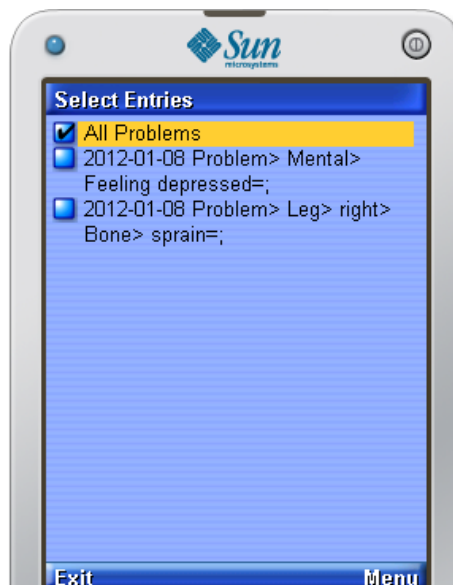 Sun
microsystems
Select Entries
All Problems
2012-01-08 Problem> Mental>
Feeling depressed=;
2012-01-08 Problem> Leg> right>
Bone> sprain=;
Exit Menu